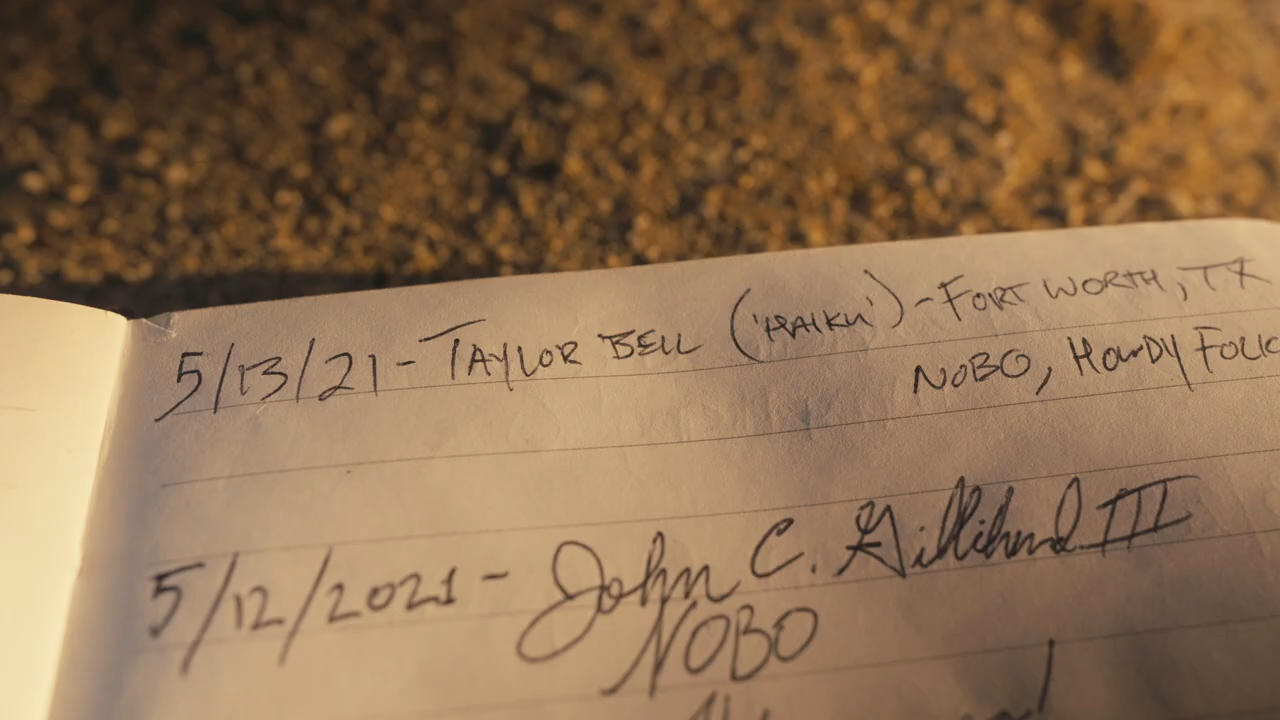 5/13/21 - TAYLOR BELL ('HAIKU') - FORT WORTH, TX
NOBO, HOWDY FOLK
5/12/2021 - John C. Gilliland III
NOBO